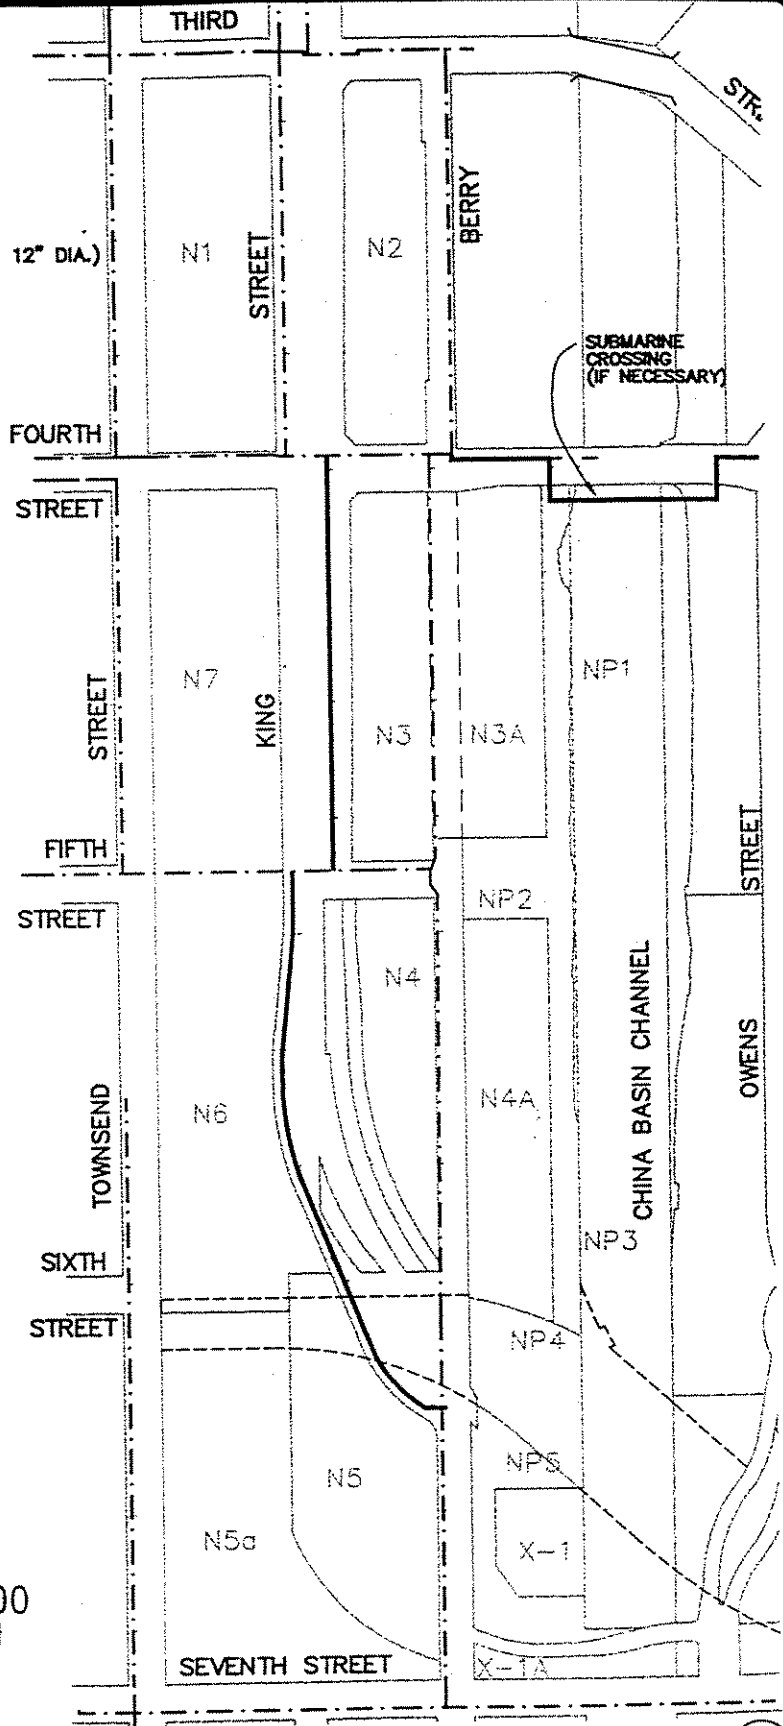 THIRD
STR.
BERRY
12" DIA.)
N1
STREET
N2
SUBMARINE
CROSSING
(IF NECESSARY)
FOURTH
STREET
N7
NP1
STREET
KING
N3
N3A
STREET
FIFTH
NP2
STREET
N4
CHINA BASIN CHANNEL
OWENS
N4A
N6
TOWNSEND
NP3
SIXTH
STREET
NP4
NP5
N5
N5a
X-1
00
SEVENTH STREET
X-1A